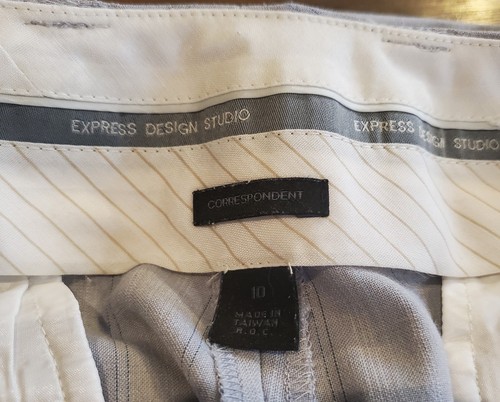 EXPRESS DESIGN STUDIO
EXPRESS DESIGN STUDIO
CORRESPONDENT
10
MADE IN
TAIWAN
R.O.C.